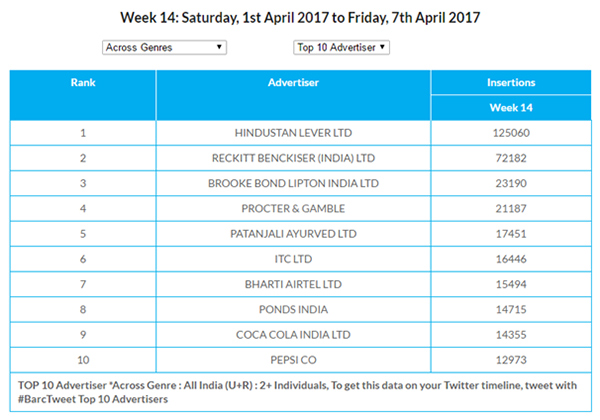 Week 14: Saturday, 1st April 2017 to Friday, 7th April 2017
Across Genres Top 10 Advertiser
Rank Advertiser Insertions
Week 14
1 HINDUSTAN LEVER LTD 125060
2 RECKITT BENCKISER (INDIA) LTD 72182
3 BROOKE BOND LIPTON INDIA LTD 23190
4 PROCTER & GAMBLE 21187
5 PATANJALI AYURVED LTD 17451
6 ITC LTD 16446
7 BHARTI AIRTEL LTD 15494
8 PONDS INDIA 14715
9 COCA COLA INDIA LTD 14355
10 PEPSI CO 12973
TOP 10 Advertiser *Across Genre : All India (U+R) : 2+ Individuals, To get this data on your Twitter timeline, tweet with
#BarcTweet Top 10 Advertisers